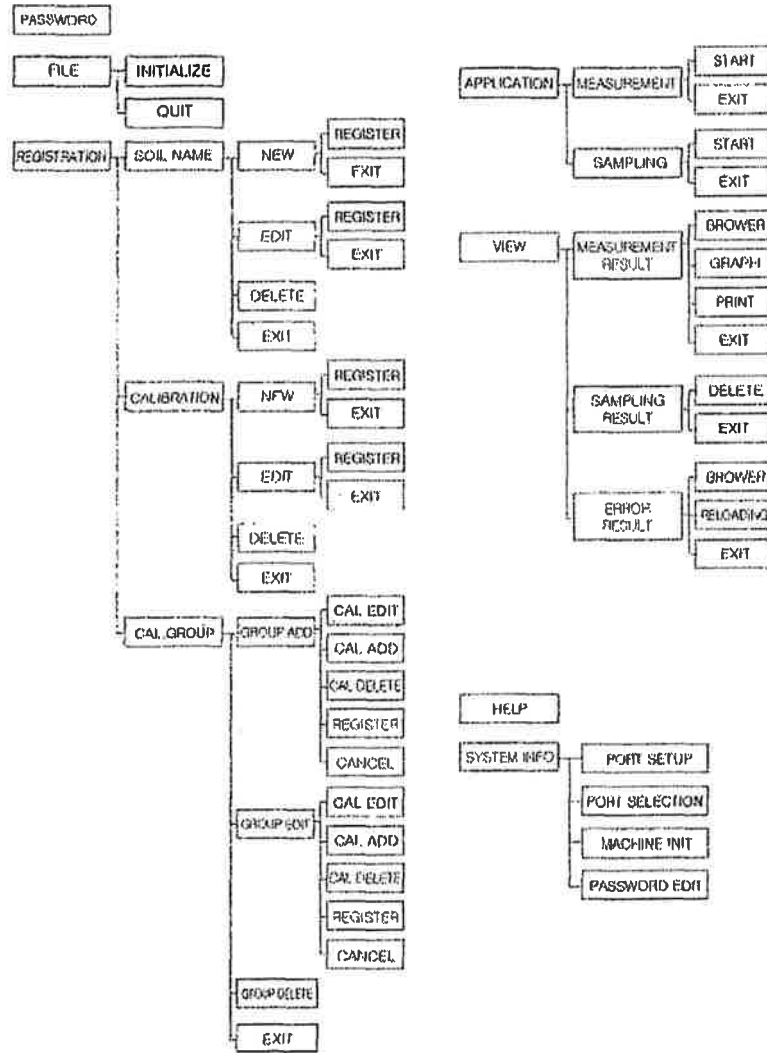 PASSWORD
FILE
INITIALIZE
QUIT
REGISTRATION
SOIL NAME
NEW
REGISTER
EXIT
EDIT
REGISTER
EXIT
DELETE
EXIT
CALIBRATION
NEW
REGISTER
EXIT
EDIT
REGISTER
EXIT
DELETE
EXIT
CAL.GROUP
GROUP ADD
CAL EDIT
CAL ADD
CAL DELETE
REGISTER
CANCEL
GROUP EDIT
CAL EDIT
CAL ADD
CAL DELETE
REGISTER
CANCEL
GROUP DELETE
EXIT
APPLICATION
MEASUREMENT
START
EXIT
SAMPLING
START
EXIT
VIEW
MEASUREMENT
RESULT
BROWER
GRAPH
PRINT
EXIT
SAMPLING
RESULT
DELETE
EXIT
ERROR
RESULT
BROWER
RELOADING
EXIT
HELP
SYSTEM INFO
PORT SETUP
PORT SELECTION
MACHINE INIT
PASSWORD EDIT